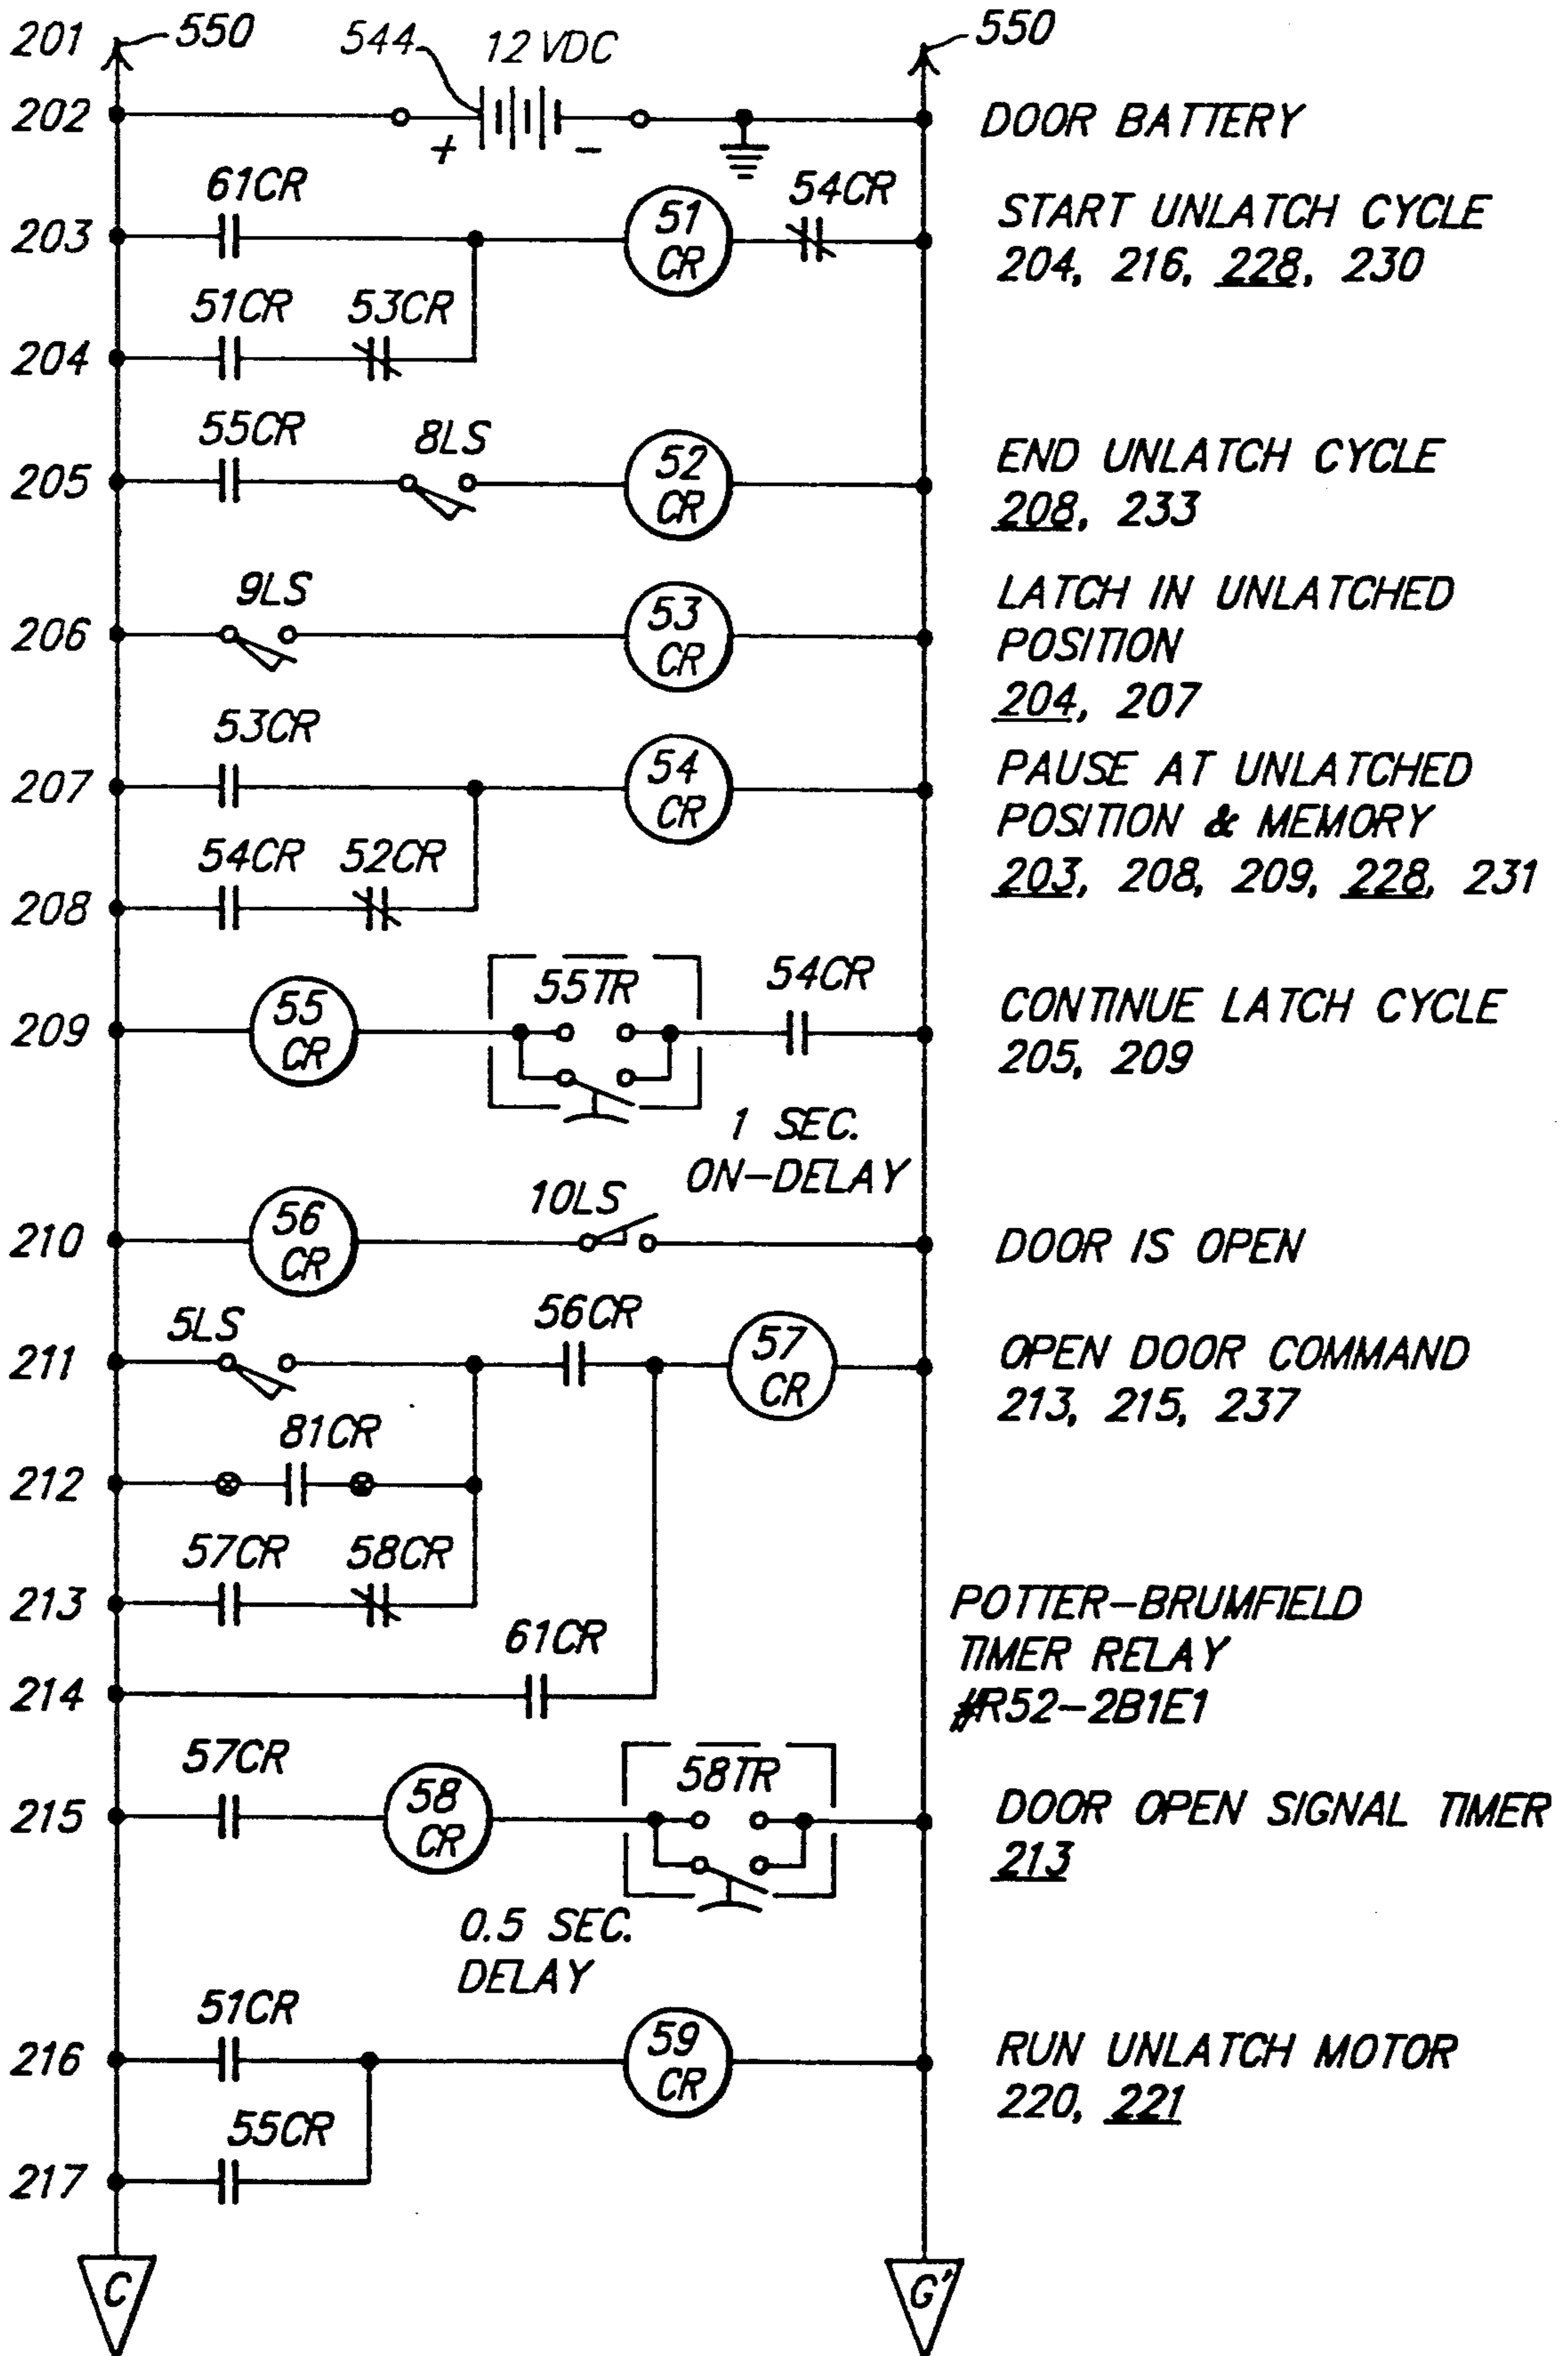 201 550 550
544 12 VDC
202 + - DOOR BATTERY
61CR 54CR
203 51 CR START UNLATCH CYCLE
204, 216, 228, 230
51CR 53CR
204
55CR 8LS
205 52 CR END UNLATCH CYCLE
208, 233
9LS
206 53 CR LATCH IN UNLATCHED
POSITION
204, 207
53CR
207 54 CR PAUSE AT UNLATCHED
POSITION & MEMORY
203, 208, 209, 228, 231
54CR 52CR
208
55TR 54CR
209 55 CR CONTINUE LATCH CYCLE
205, 209
1 SEC.
ON-DELAY
10LS
210 56 CR DOOR IS OPEN
5LS 56CR
211 57 CR OPEN DOOR COMMAND
213, 215, 237
81CR
212
57CR 58CR
213 POTTER-BRUMFIELD
TIMER RELAY
#R52-2B1E1
61CR
214
57CR 58TR
215 58 CR DOOR OPEN SIGNAL TIMER
213
0.5 SEC.
DELAY
51CR
216 59 CR RUN UNLATCH MOTOR
220, 221
55CR
217
C G'